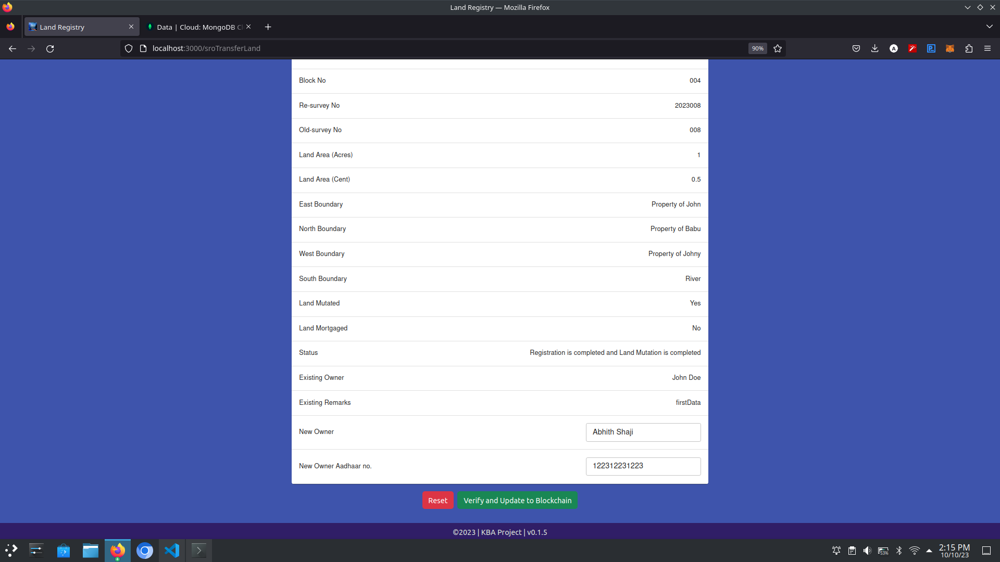 Land Registry — Mozilla Firefox
Land Registry
Data | Cloud: MongoDB Cl
localhost:3000/sroTransferLand
90%
Block No 004
Re-survey No 2023008
Old-survey No 008
Land Area (Acres) 1
Land Area (Cent) 0.5
East Boundary Property of John
North Boundary Property of Babu
West Boundary Property of Johny
South Boundary River
Land Mutated Yes
Land Mortgaged No
Status Registration is completed and Land Mutation is completed
Existing Owner John Doe
Existing Remarks firstData
New Owner Abhith Shaji
New Owner Aadhaar no. 122312231223
Reset Verify and Update to Blockchain
©2023 | KBA Project | v0.1.5
53%
2:15 PM
10/10/23